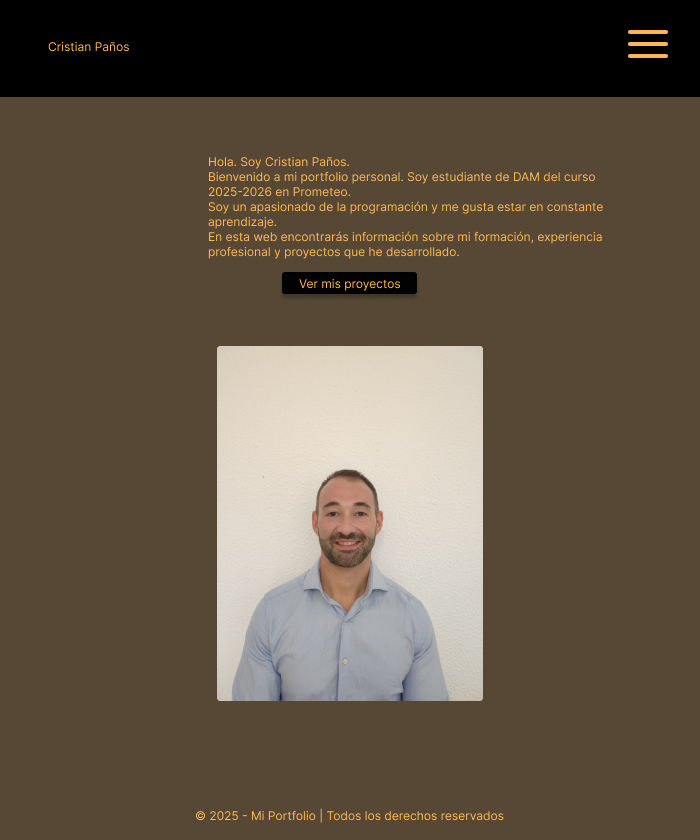 Cristian Paños
Hola. Soy Cristian Paños.
Bienvenido a mi portfolio personal. Soy estudiante de DAM del curso
2025-2026 en Prometeo.
Soy un apasionado de la programación y me gusta estar en constante
aprendizaje.
En esta web encontrarás información sobre mi formación, experiencia
profesional y proyectos que he desarrollado.
Ver mis proyectos
© 2025 - Mi Portfolio | Todos los derechos reservados